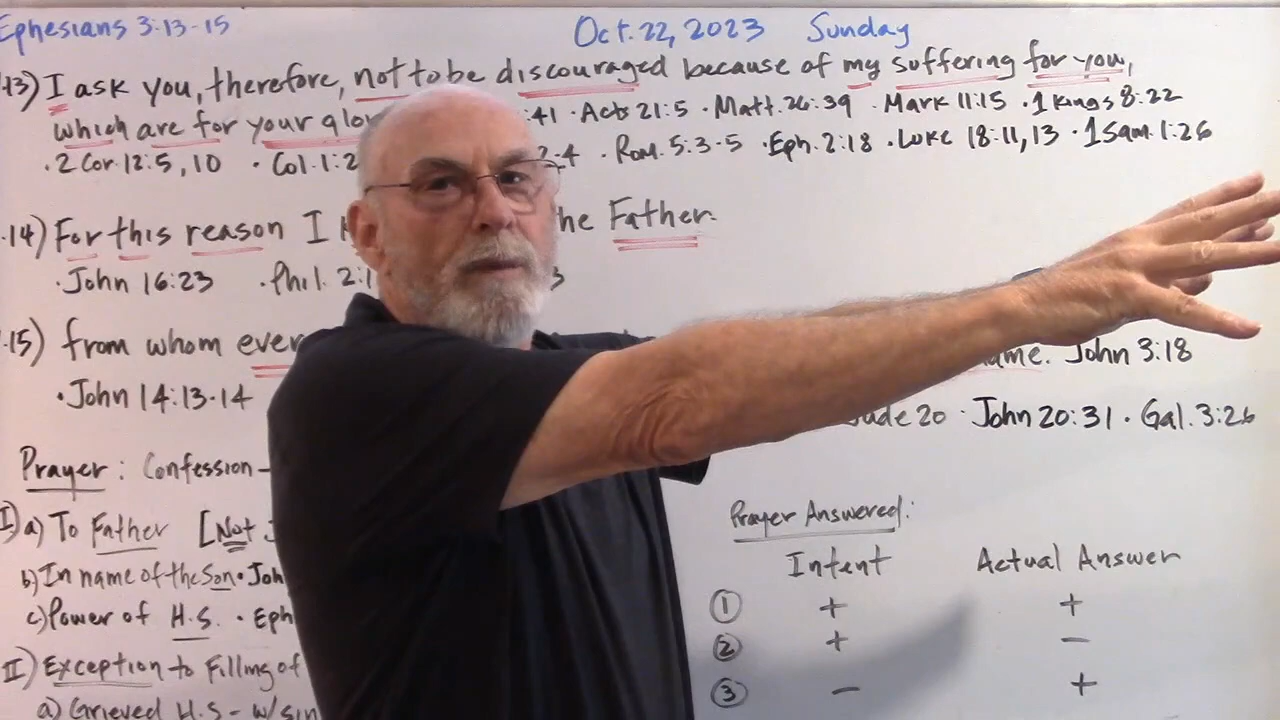 Ephesians 3:13-15 Oct. 22, 2023 Sunday
13) I ask you, therefore, not to be discouraged because of my suffering for you,
which are for your glor :41 · Acts 21:5 · Matt. 26:39 · Mark 11:15 · 1 Kings 8:22
· 2 Cor. 12:5, 10 · Col. 1:2 2:4 · Rom. 5:3-5 · Eph. 2:18 · Luke 18:11, 13 · 1 Sam. 1:26
14) For this reason I he Father.
· John 16:23 · Phil. 2:1 3
15) from whom ever ame. John 3:18
· John 14:13-14 Jude 20 · John 20:31 · Gal. 3:26
Prayer: Confession -
I) a) To Father [Not
b) In name of the Son · Joh
c) Power of H.S. · Eph
II) Exception to Filling of
a) Grieved H.S - w/sin
Prayer Answered:
Intent Actual Answer
① + +
② + −
③ − +